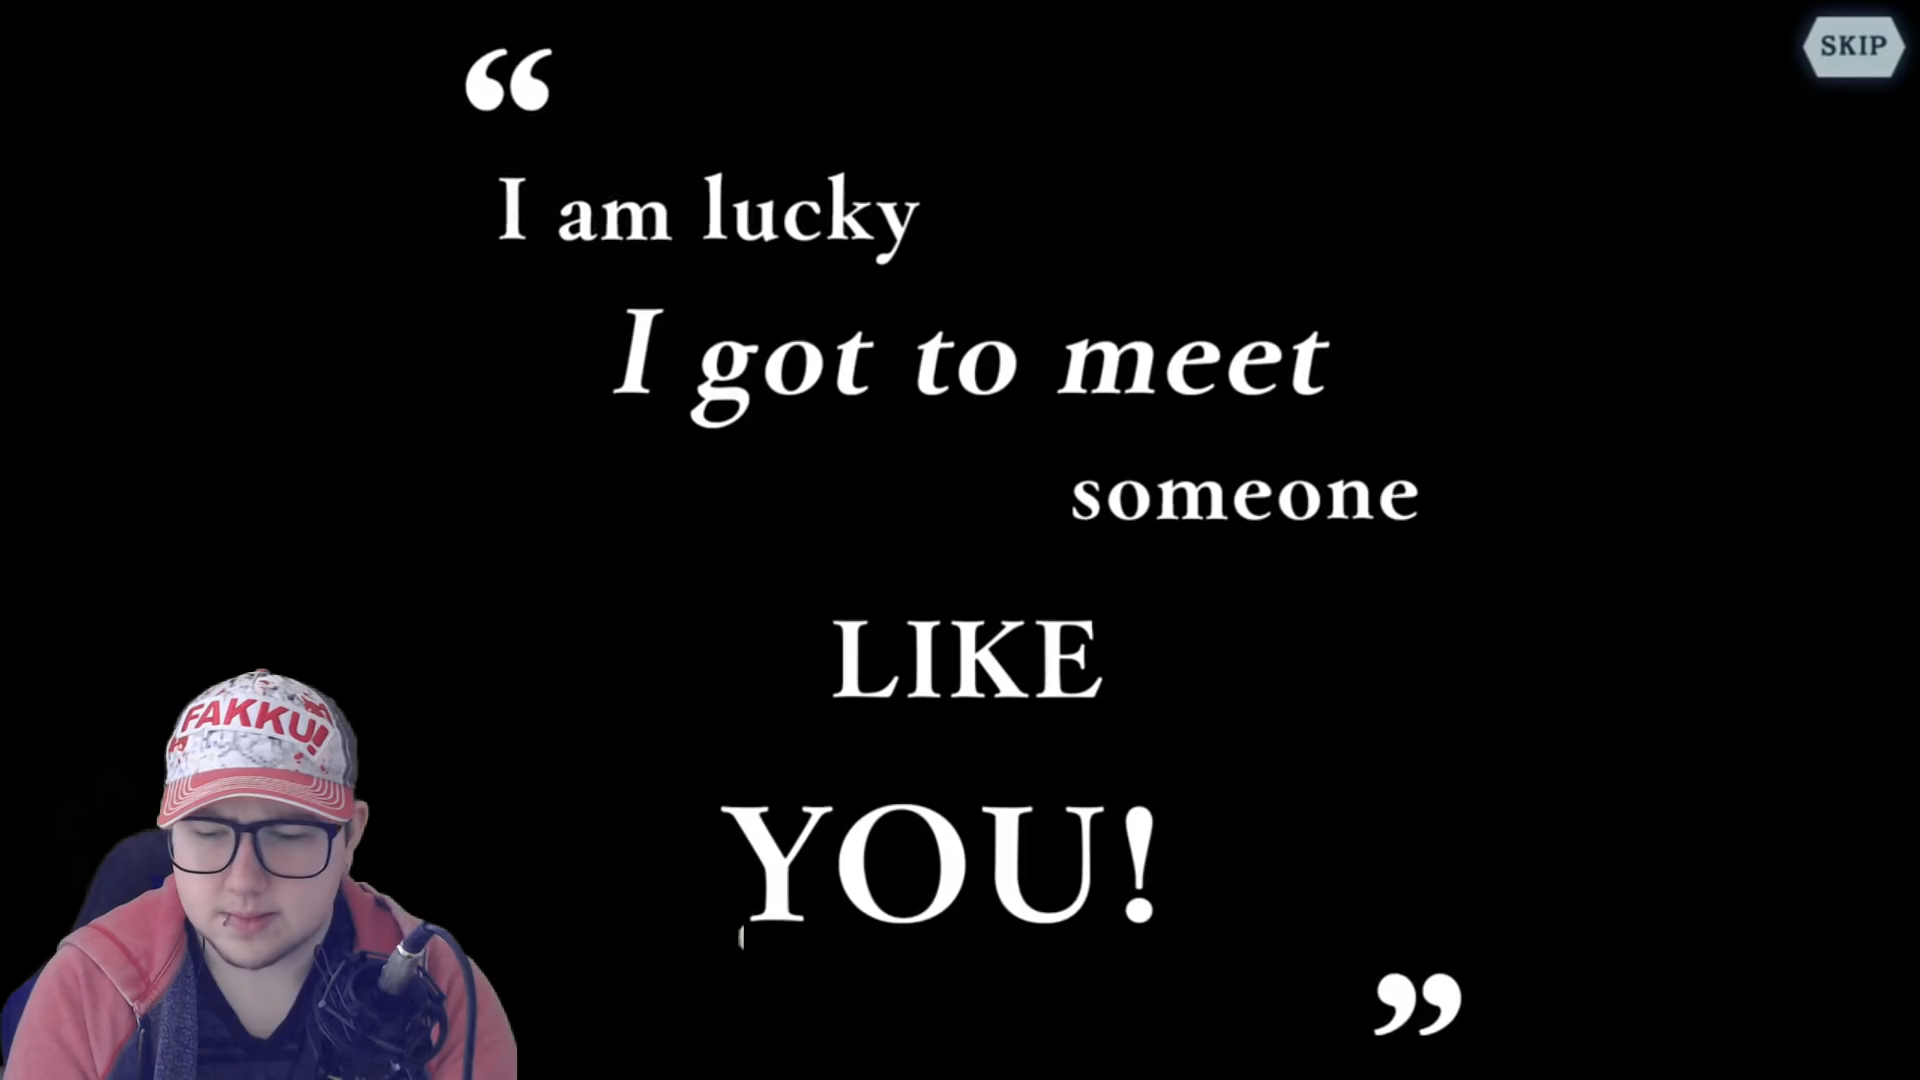 SKIP
“
I am lucky
I got to meet
someone
LIKE
YOU!
”
FAKKU!